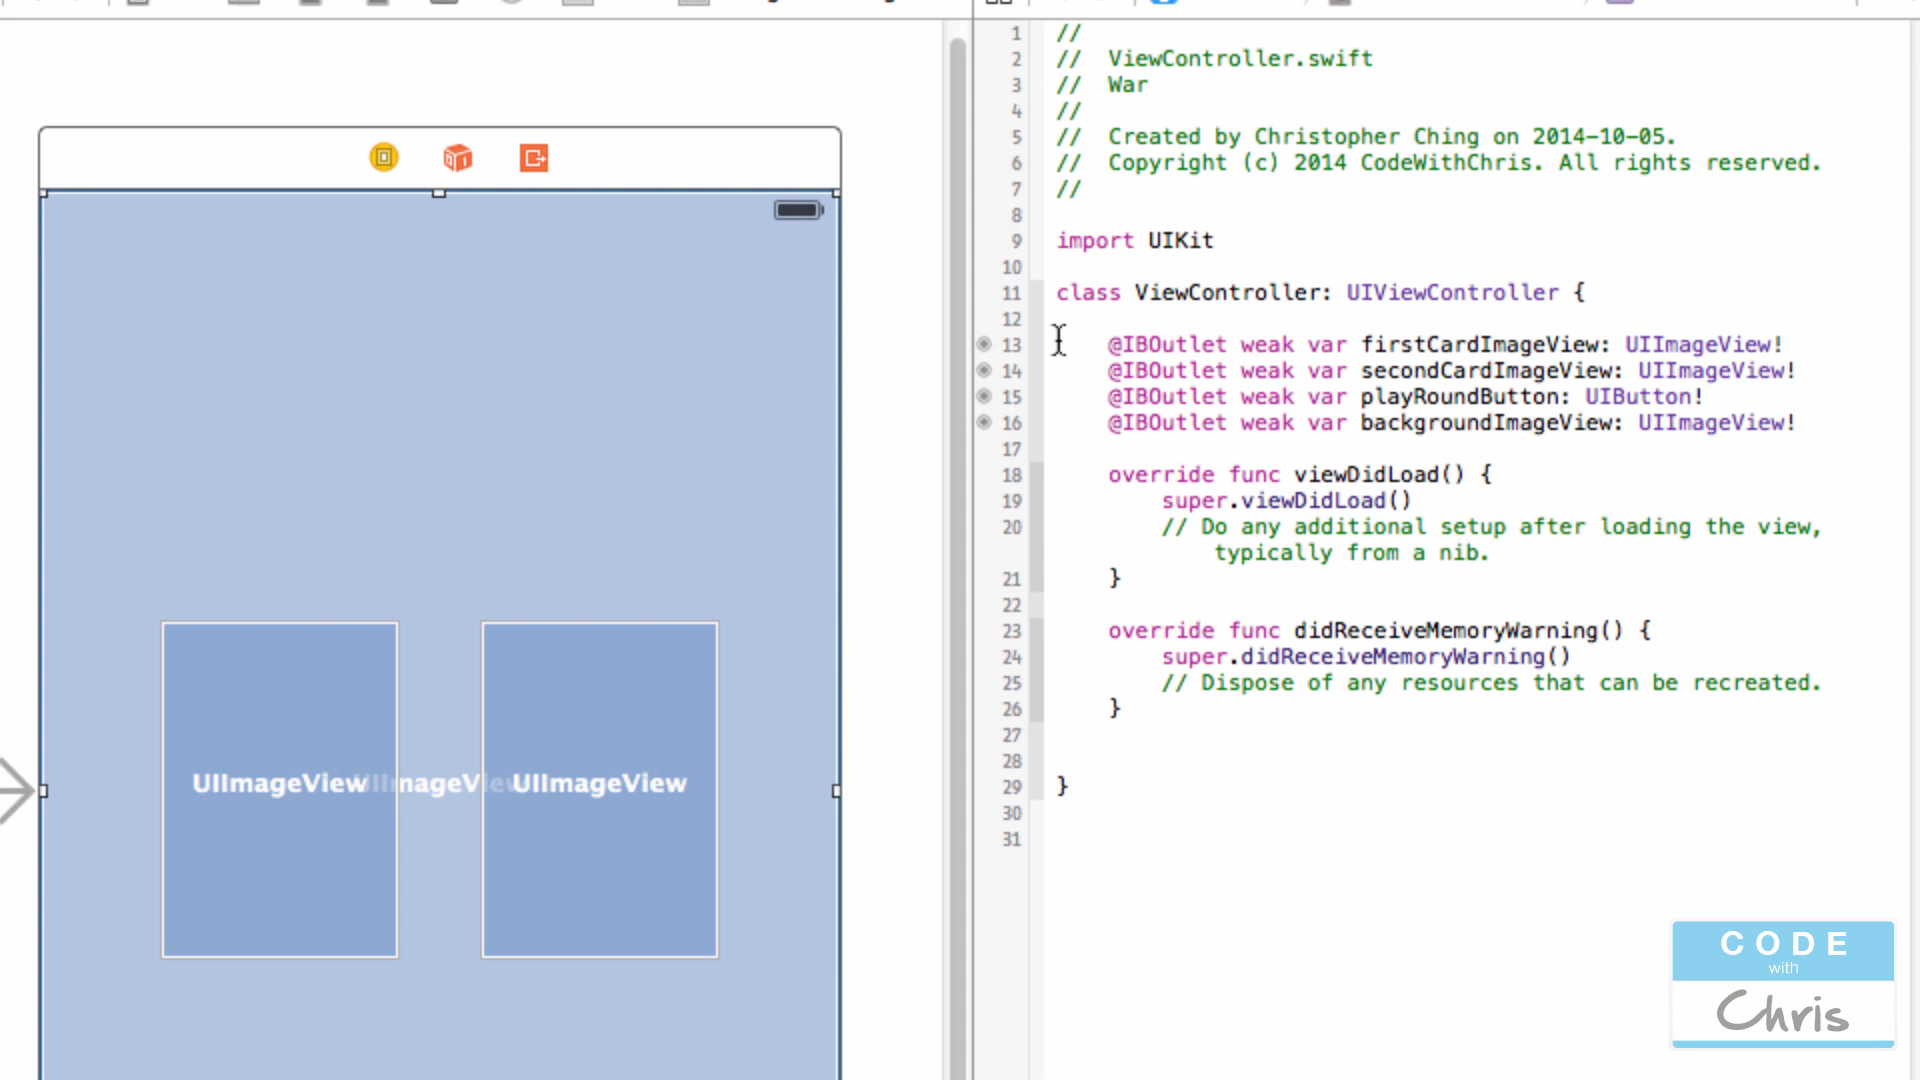 UIImageView
UIImageView
UIImageView
1 //
2 //  ViewController.swift
3 //  War
4 //
5 //  Created by Christopher Ching on 2014-10-05.
6 //  Copyright (c) 2014 CodeWithChris. All rights reserved.
7 //
8
9 import UIKit
10
11 class ViewController: UIViewController {
12
13     @IBOutlet weak var firstCardImageView: UIImageView!
14     @IBOutlet weak var secondCardImageView: UIImageView!
15     @IBOutlet weak var playRoundButton: UIButton!
16     @IBOutlet weak var backgroundImageView: UIImageView!
17
18     override func viewDidLoad() {
19         super.viewDidLoad()
20         // Do any additional setup after loading the view,
            typically from a nib.
21     }
22
23     override func didReceiveMemoryWarning() {
24         super.didReceiveMemoryWarning()
25         // Dispose of any resources that can be recreated.
26     }
27
28
29 }
30
31
CODE
with
Chris